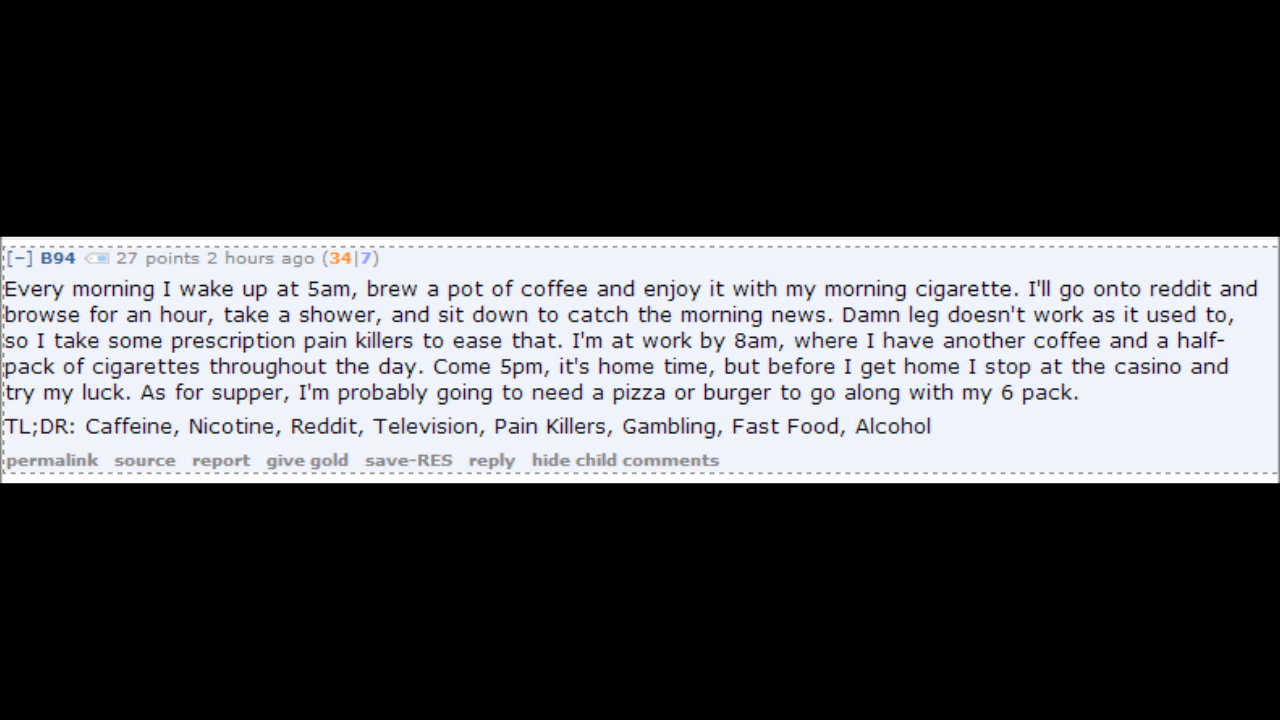 [−] B94 27 points 2 hours ago (34|7)
Every morning I wake up at 5am, brew a pot of coffee and enjoy it with my morning cigarette. I'll go onto reddit and
browse for an hour, take a shower, and sit down to catch the morning news. Damn leg doesn't work as it used to,
so I take some prescription pain killers to ease that. I'm at work by 8am, where I have another coffee and a half-
pack of cigarettes throughout the day. Come 5pm, it's home time, but before I get home I stop at the casino and
try my luck. As for supper, I'm probably going to need a pizza or burger to go along with my 6 pack.
TL;DR: Caffeine, Nicotine, Reddit, Television, Pain Killers, Gambling, Fast Food, Alcohol
permalink source report give gold save-RES reply hide child comments